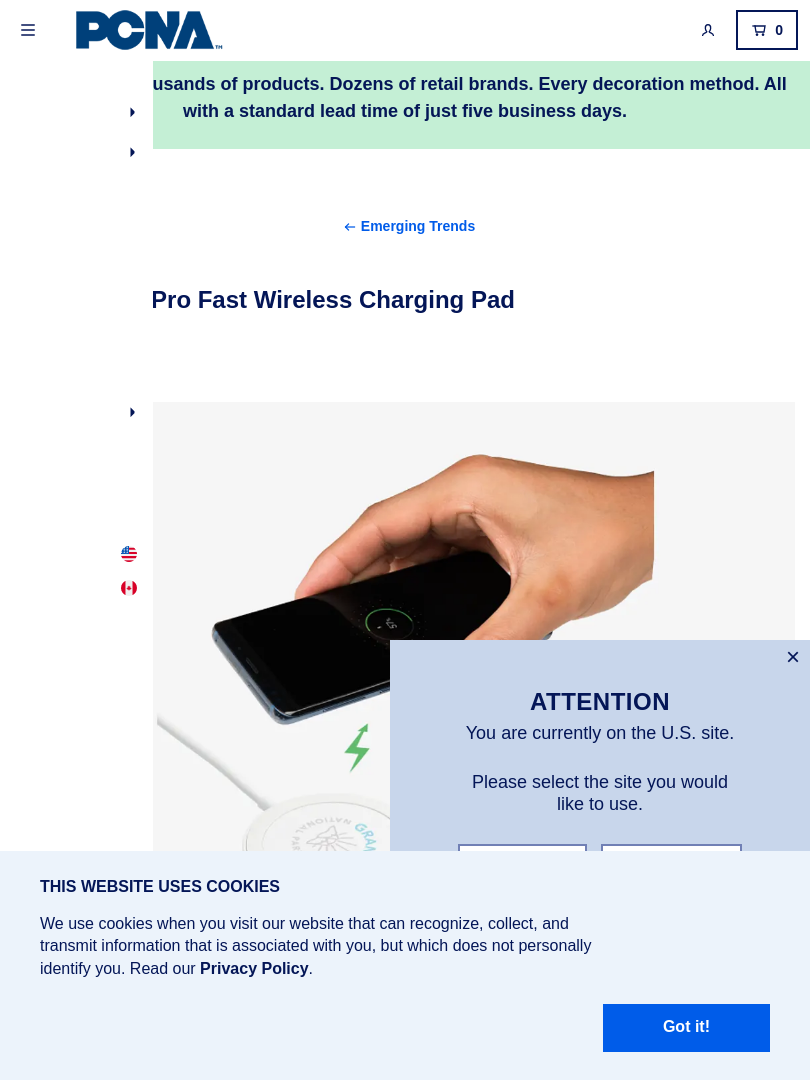 PCNA™
0
usands of products. Dozens of retail brands. Every decoration method. All
with a standard lead time of just five business days.
Emerging Trends
Pro Fast Wireless Charging Pad
ATTENTION
You are currently on the U.S. site.
Please select the site you would
like to use.
THIS WEBSITE USES COOKIES
We use cookies when you visit our website that can recognize, collect, and
transmit information that is associated with you, but which does not personally
identify you. Read our Privacy Policy.
Got it!